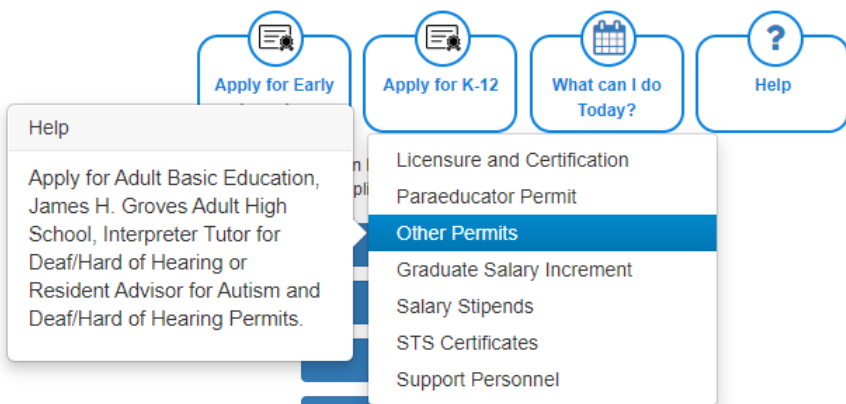 Apply for Early
Apply for K-12
What can I do
Today?
?
Help
Help
Apply for Adult Basic Education,
James H. Groves Adult High
School, Interpreter Tutor for
Deaf/Hard of Hearing or
Resident Advisor for Autism and
Deaf/Hard of Hearing Permits.
Licensure and Certification
Paraeducator Permit
Other Permits
Graduate Salary Increment
Salary Stipends
STS Certificates
Support Personnel